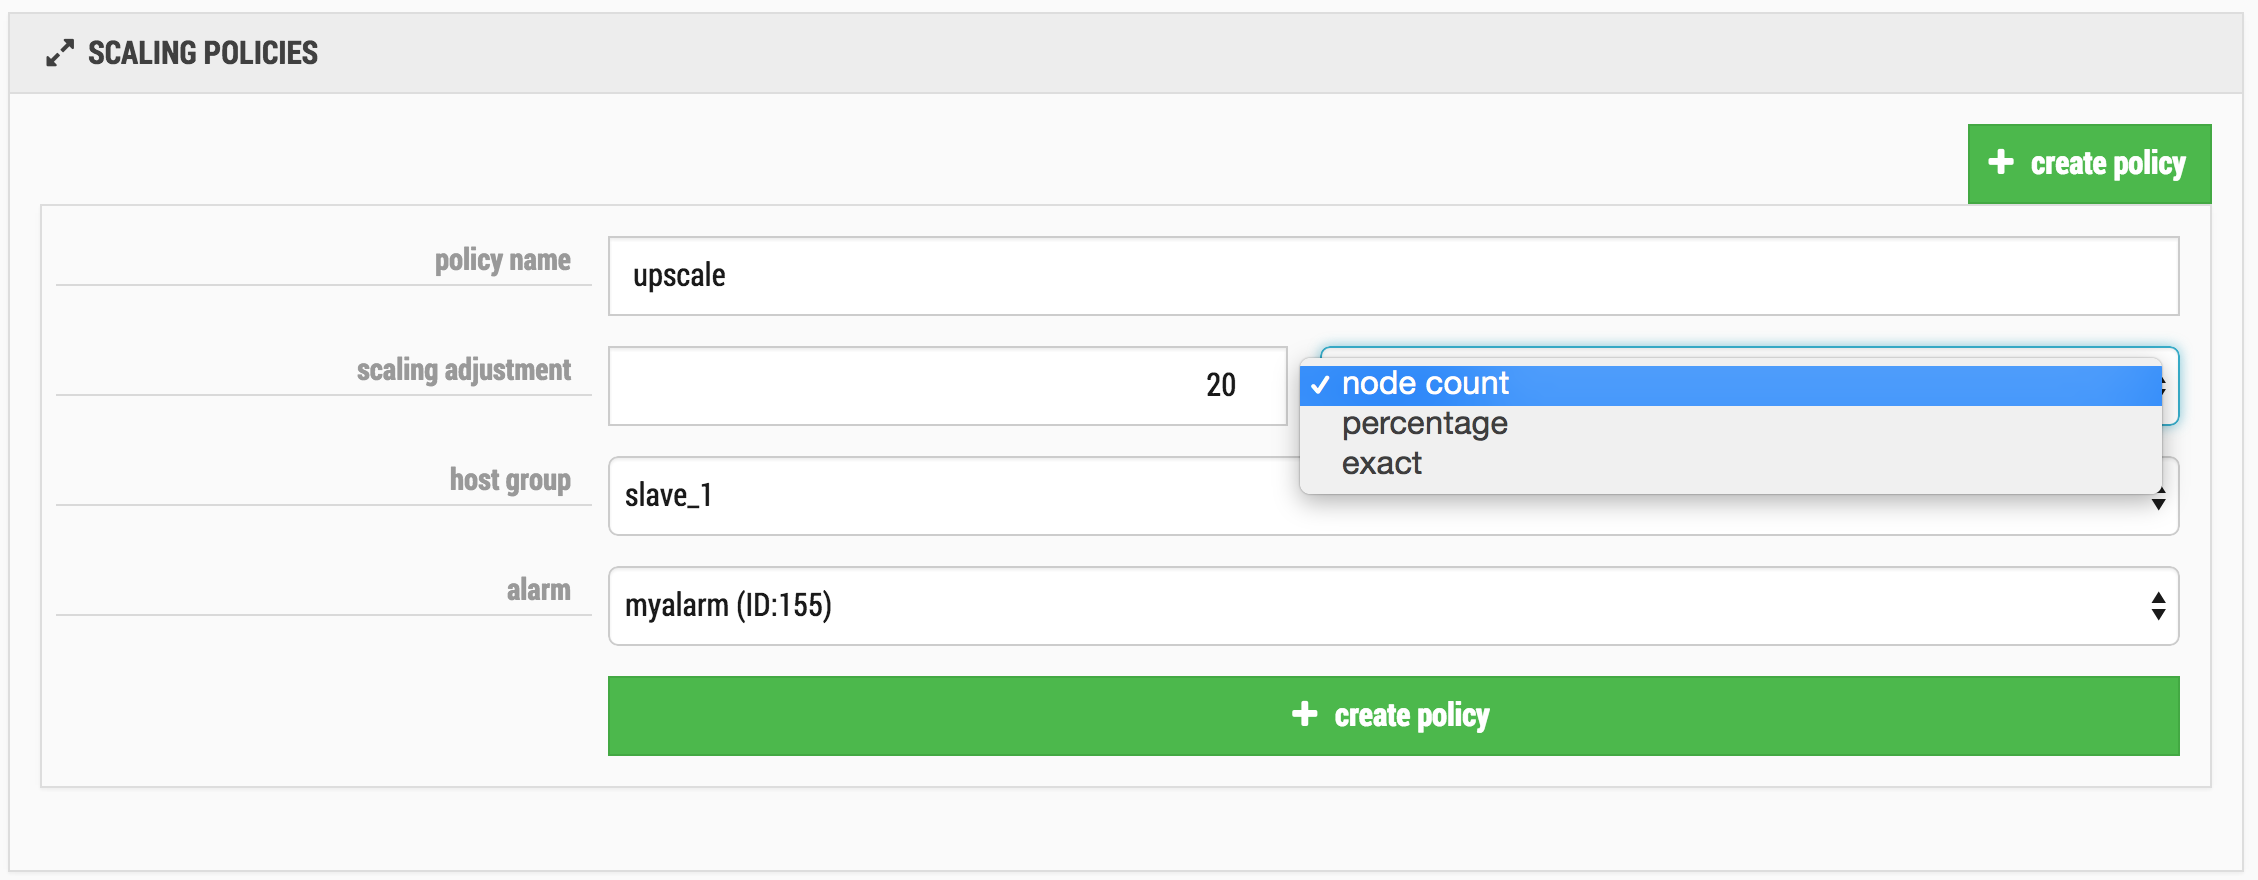 SCALING POLICIES
create policy
policy name
upscale
scaling adjustment
20
node count
percentage
exact
host group
slave_1
alarm
myalarm (ID:155)
create policy